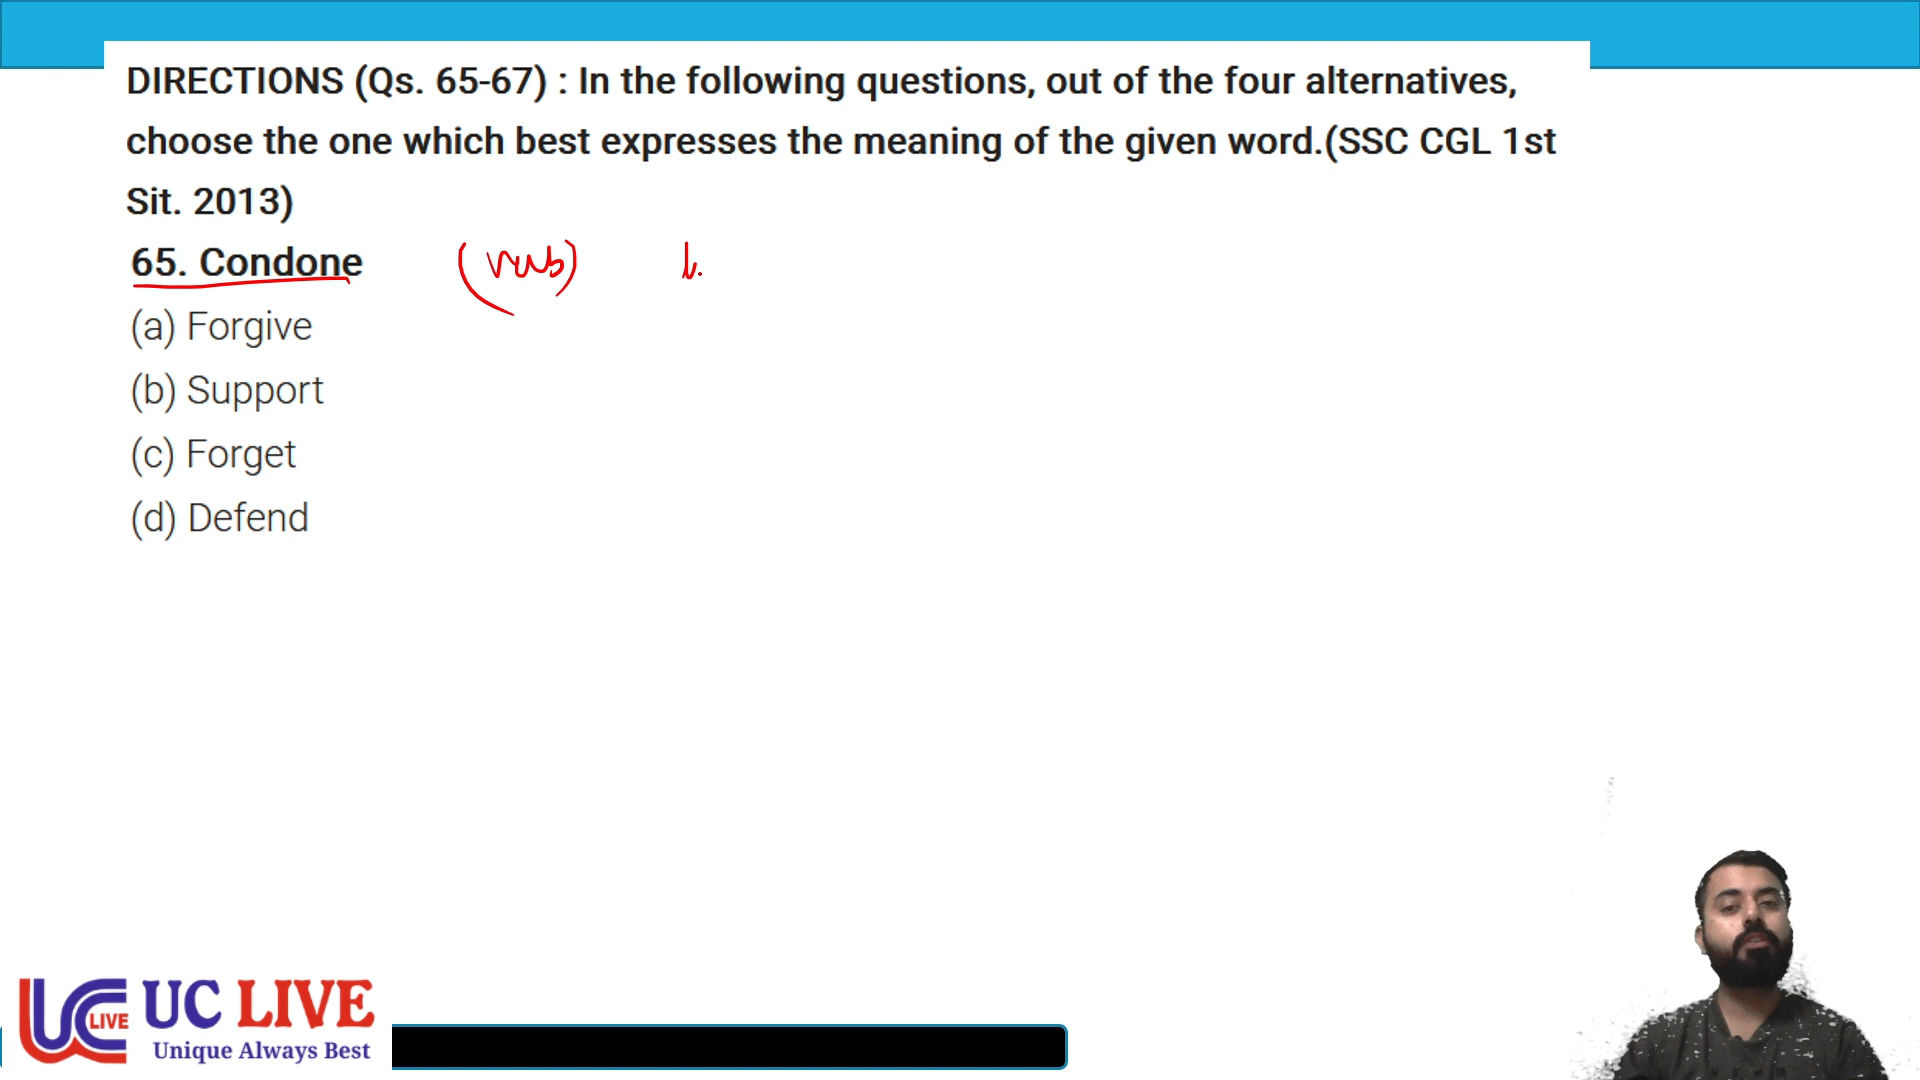 DIRECTIONS (Qs. 65-67) : In the following questions, out of the four alternatives,
choose the one which best expresses the meaning of the given word.(SSC CGL 1st
Sit. 2013)
65. Condone (verb)
(a) Forgive
(b) Support
(c) Forget
(d) Defend
LIVE UC LIVE
Unique Always Best